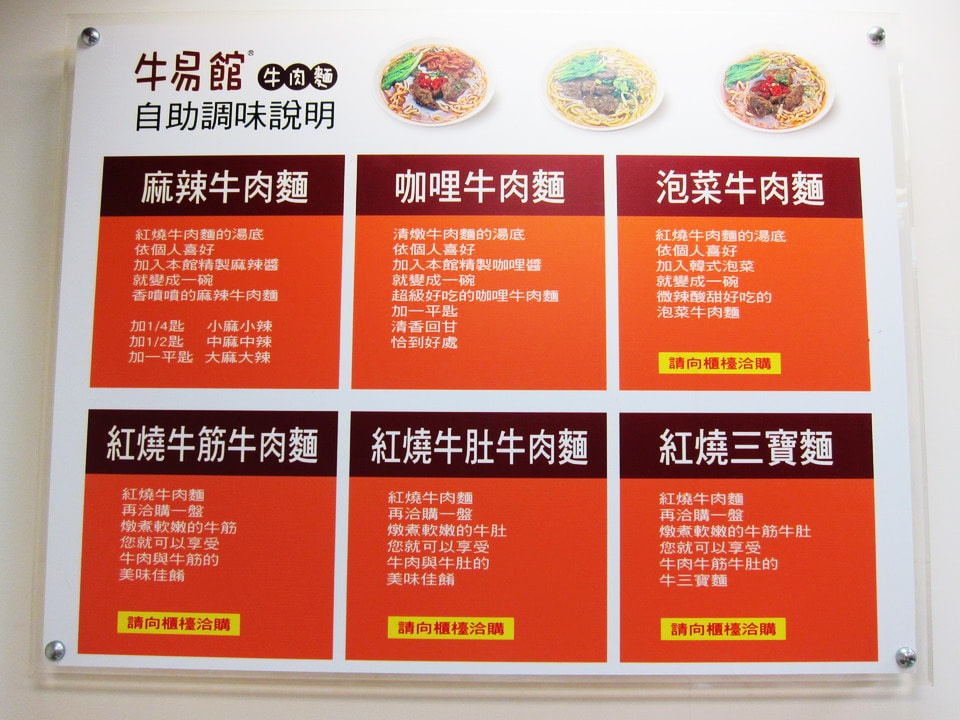 牛易館® 牛肉麵
自助調味說明
麻辣牛肉麵
紅燒牛肉麵的湯底
依個人喜好
加入本館精製麻辣醬
就變成一碗
香噴噴的麻辣牛肉麵
加1/4匙 小麻小辣
加1/2匙 中麻中辣
加一平匙 大麻大辣
咖哩牛肉麵
清燉牛肉麵的湯底
依個人喜好
加入本館精製咖哩醬
就變成一碗
超級好吃的咖哩牛肉麵
加一平匙
清香回甘
恰到好處
泡菜牛肉麵
紅燒牛肉麵的湯底
依個人喜好
加入韓式泡菜
就變成一碗
微辣酸甜好吃的
泡菜牛肉麵
請向櫃檯洽購
紅燒牛筋牛肉麵
紅燒牛肉麵
再洽購一盤
燉煮軟嫩的牛筋
您就可以享受
牛肉與牛筋的
美味佳餚
請向櫃檯洽購
紅燒牛肚牛肉麵
紅燒牛肉麵
再洽購一盤
燉煮軟嫩的牛肚
您就可以享受
牛肉與牛肚的
美味佳餚
請向櫃檯洽購
紅燒三寶麵
紅燒牛肉麵
再洽購一盤
燉煮軟嫩的牛筋牛肚
您就可以享受
牛肉牛筋牛肚的
牛三寶麵
請向櫃檯洽購